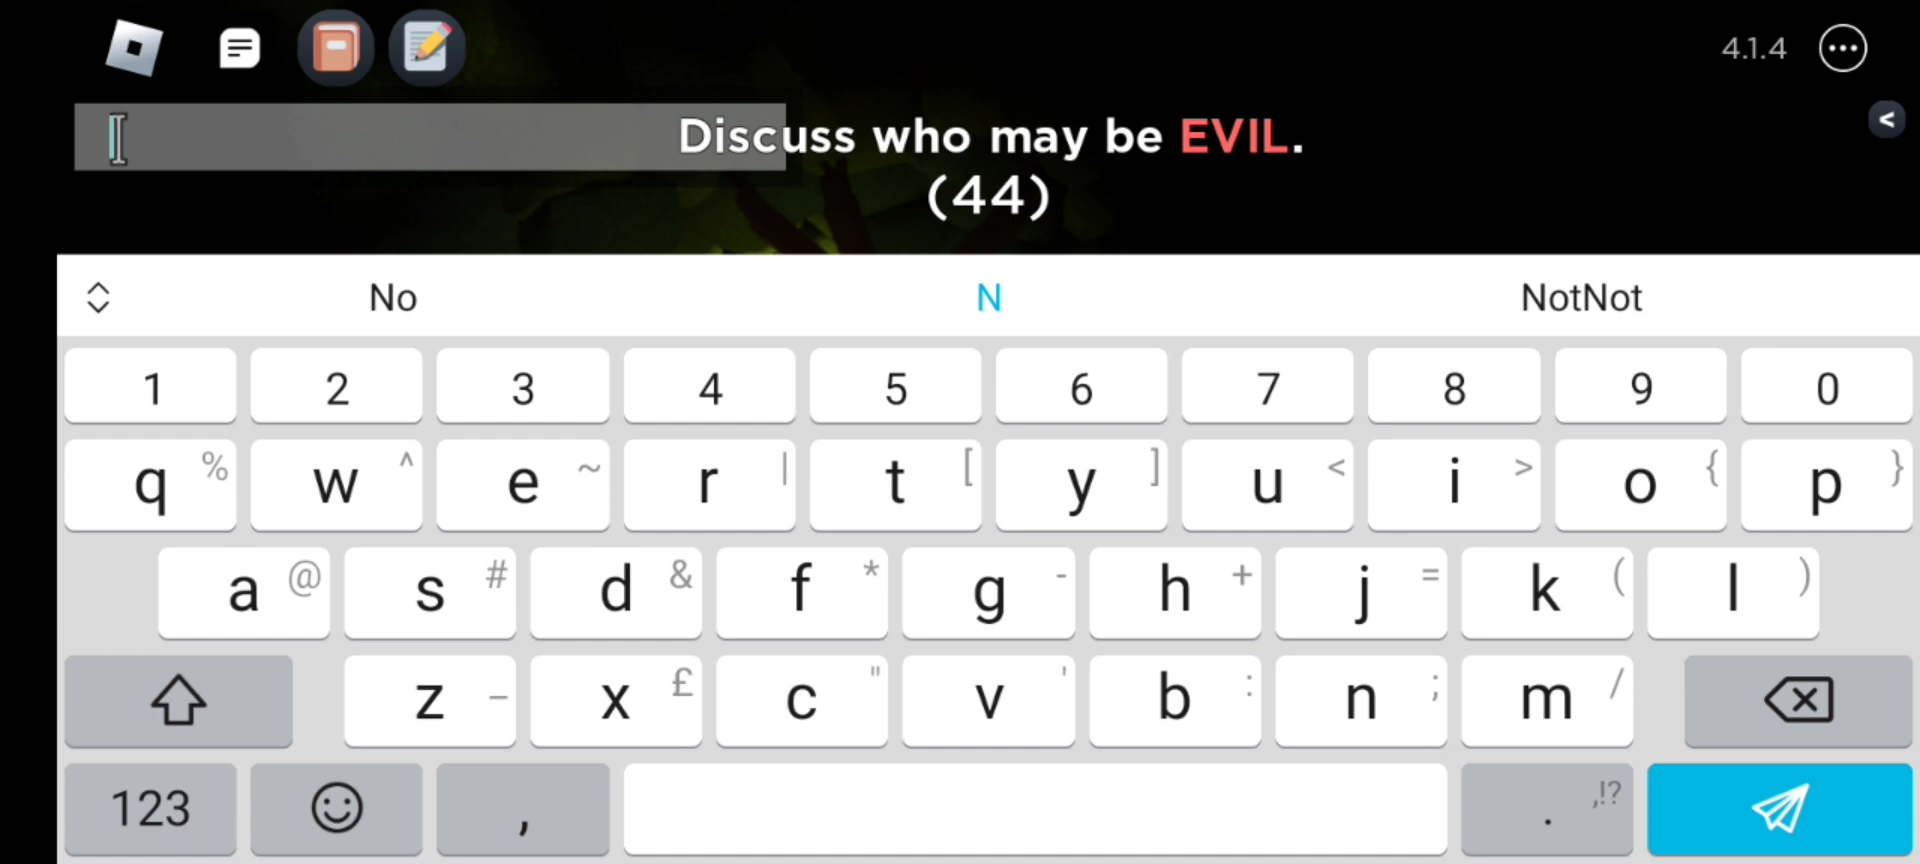 4.1.4
<
Discuss who may be EVIL.
(44)
No N NotNot
1 2 3 4 5 6 7 8 9 0
q % w ^ e ~ r | t [ y ] u < i > o { p }
a @ s # d & f * g - h + j = k ( l )
z _ x £ c " v ' b : n ; m /
123 , . ,!?